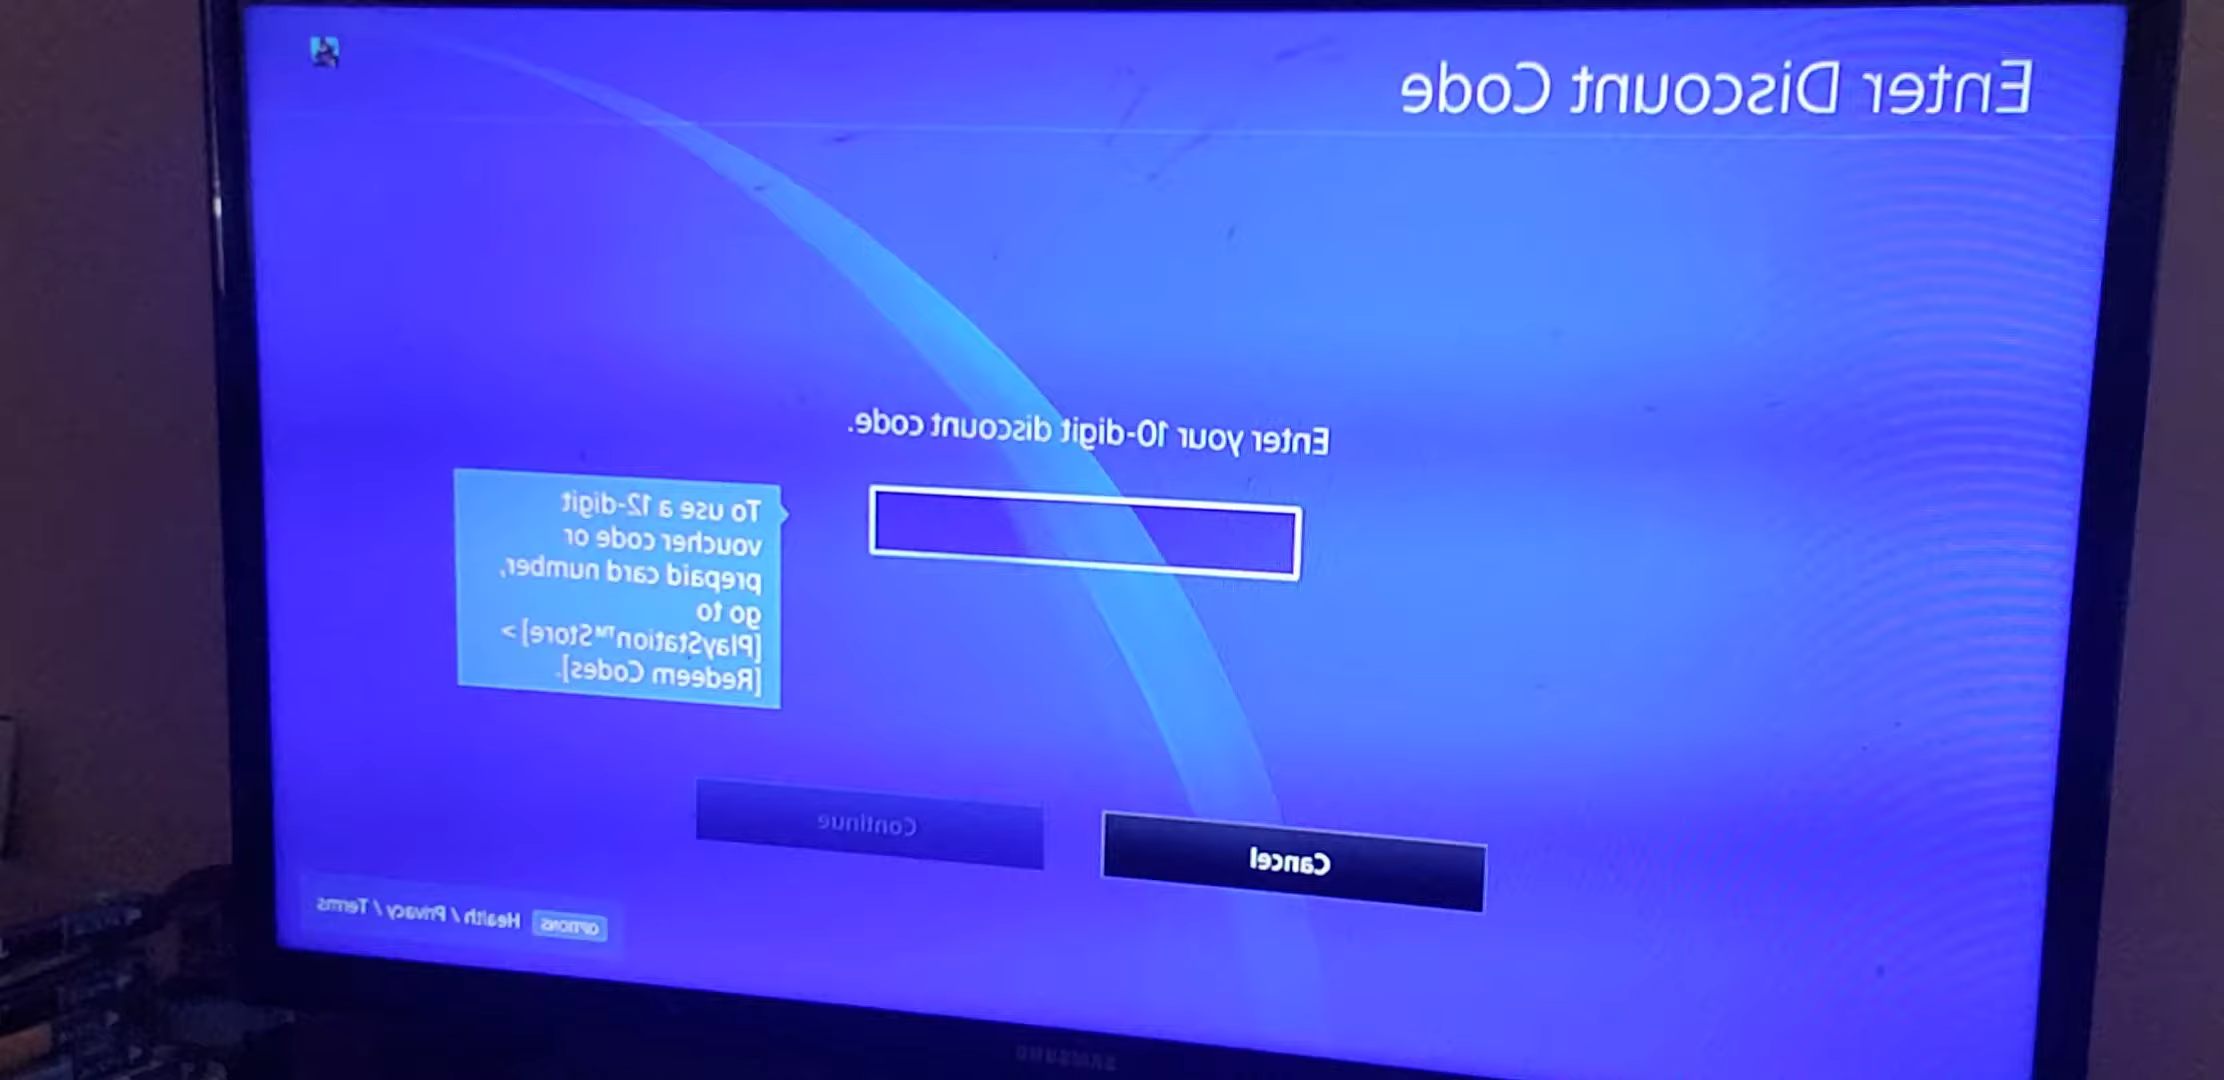 Enter Discount Code
Enter your 10-digit discount code.
To use a 12-digit
voucher code or
prepaid card number,
go to
[PlayStation™Store] >
[Redeem Codes].
Cancel
Continue
OPTIONS Health / Privacy / Terms
SAMSUNG